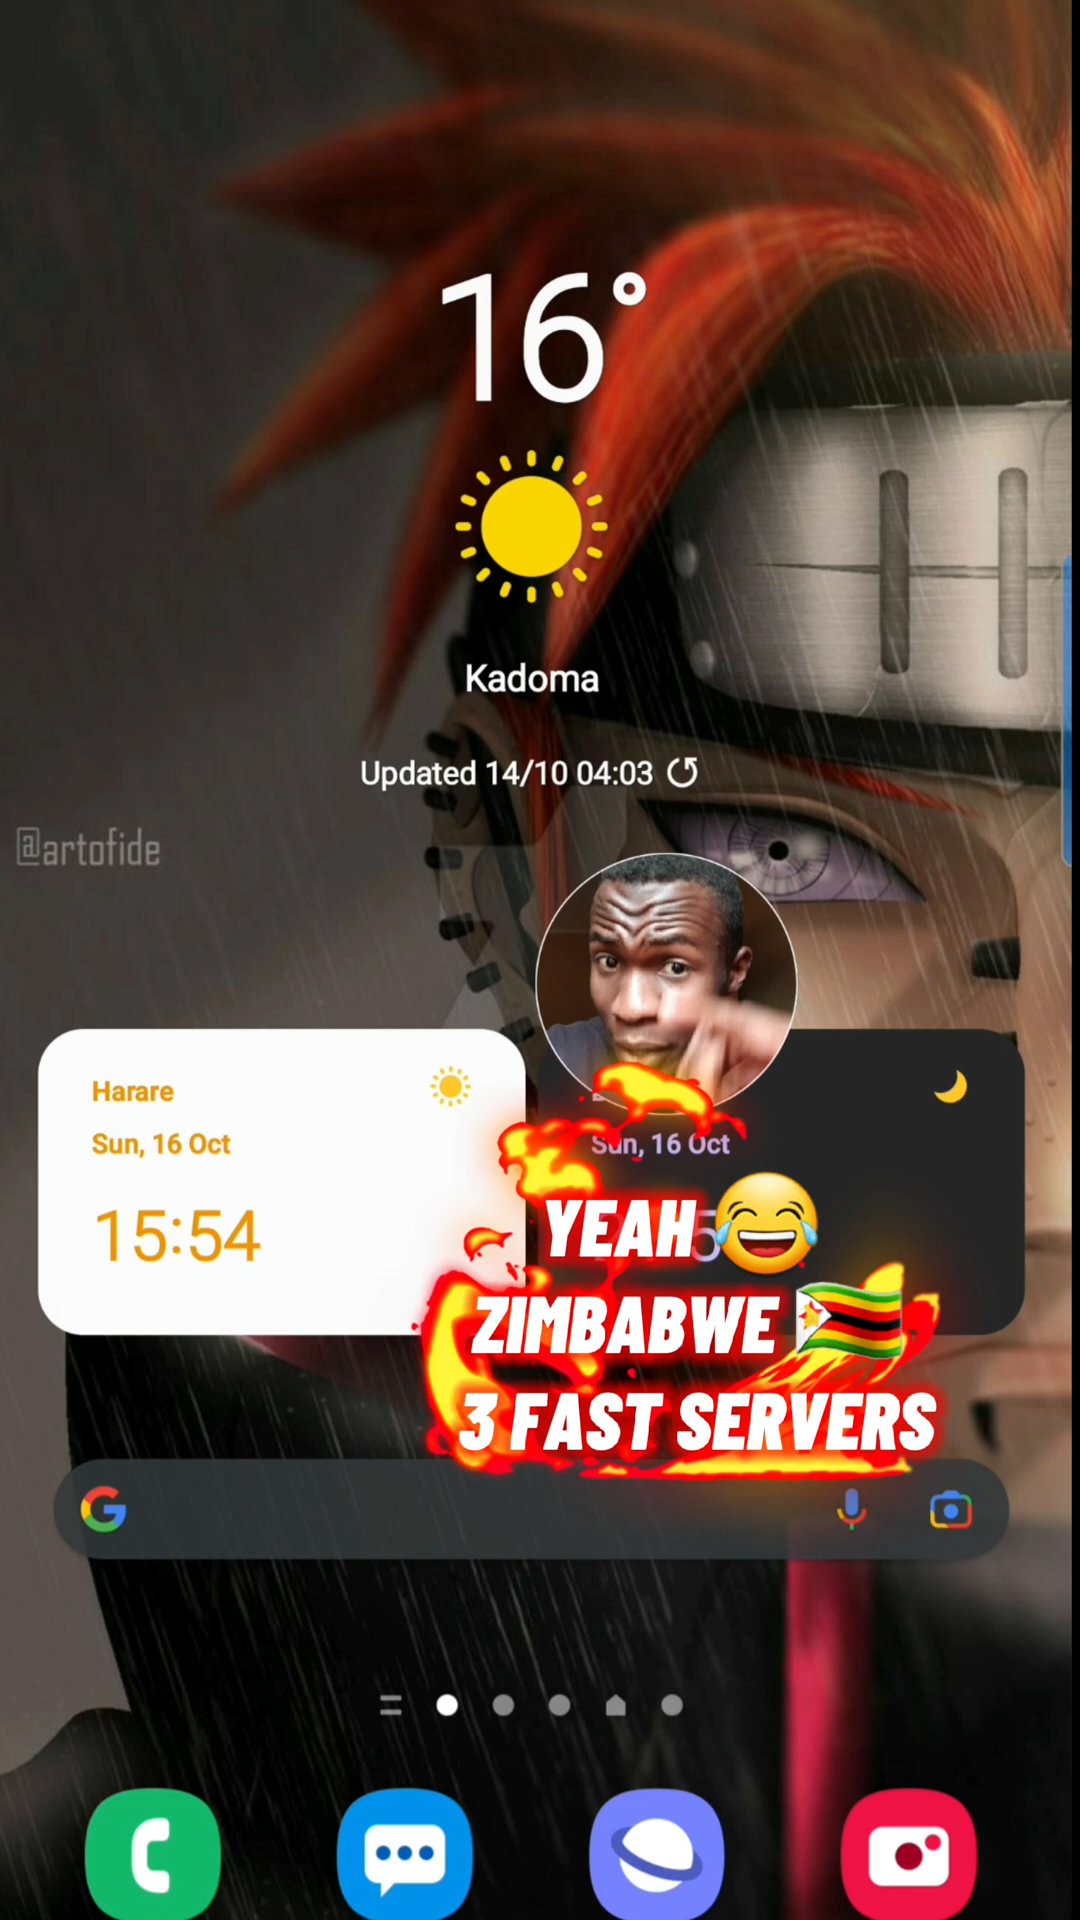 16°
Kadoma
Updated 14/10 04:03
@artofide
Harare
Sun, 16 Oct
15:54
Sun, 16 Oct
YEAH😂
ZIMBABWE 🇿🇼
3 FAST SERVERS